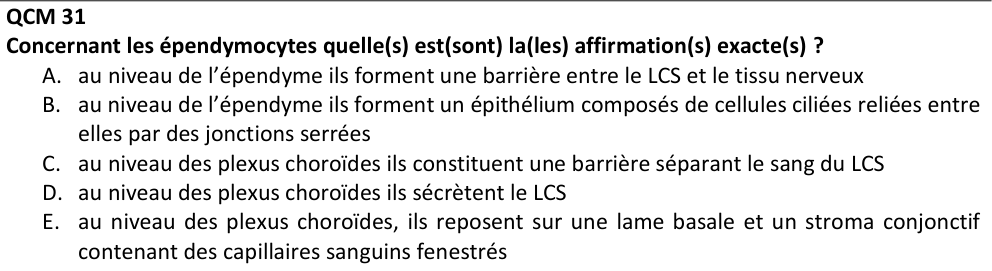 QCM 31
Concernant les épendymocytes quelle(s) est(sont) la(les) affirmation(s) exacte(s) ?
A. au niveau de l'épendyme ils forment une barrière entre le LCS et le tissu nerveux
B. au niveau de l'épendyme ils forment un épithélium composés de cellules ciliées reliées entre
elles par des jonctions serrées
C. au niveau des plexus choroïdes ils constituent une barrière séparant le sang du LCS
D. au niveau des plexus choroïdes ils sécrètent le LCS
E. au niveau des plexus choroïdes, ils reposent sur une lame basale et un stroma conjonctif
contenant des capillaires sanguins fenestrés